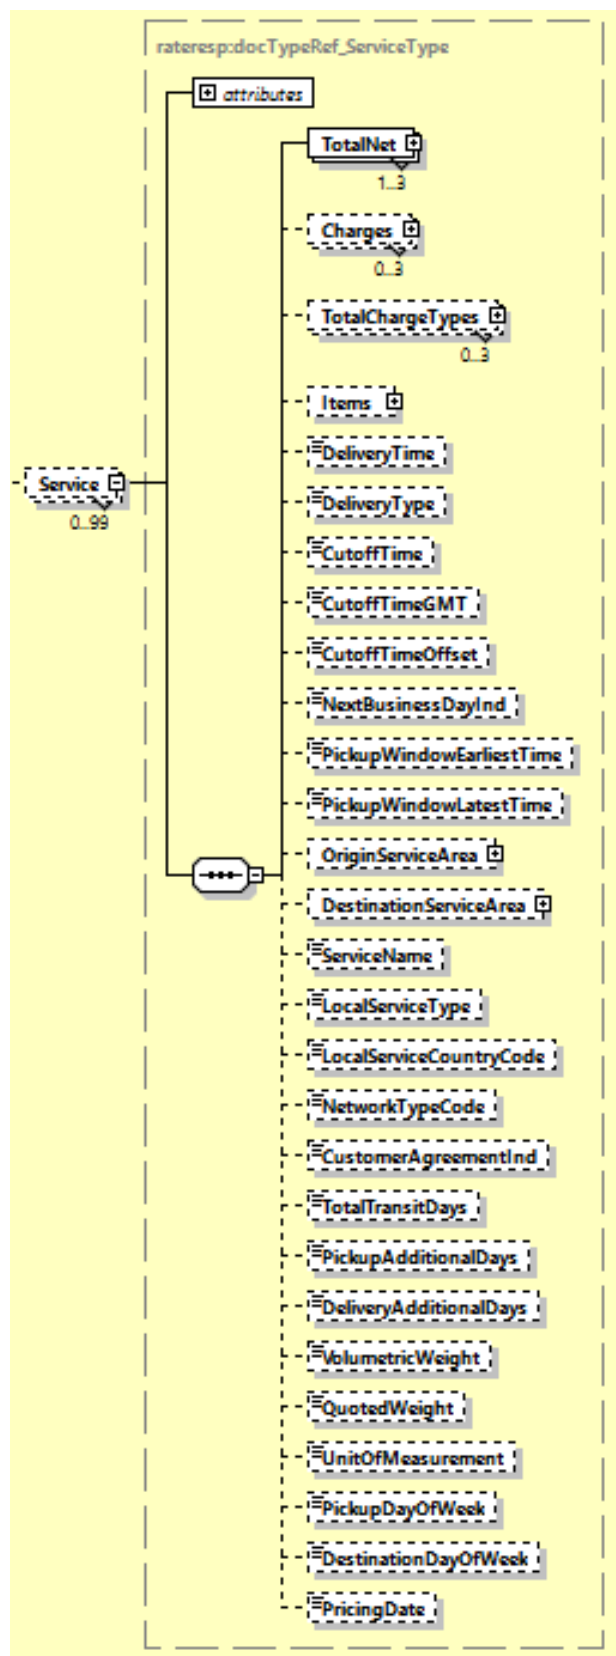 rateresp:docTypeRef_ServiceType
attributes
TotalNet
1..3
Charges
0..3
TotalChargeTypes
0..3
Items
DeliveryTime
Service
0..99
DeliveryType
CutoffTime
CutoffTimeGMT
CutoffTimeOffset
NextBusinessDayInd
PickupWindowEarliestTime
PickupWindowLatestTime
OriginServiceArea
DestinationServiceArea
ServiceName
LocalServiceType
LocalServiceCountryCode
NetworkTypeCode
CustomerAgreementInd
TotalTransitDays
PickupAdditionalDays
DeliveryAdditionalDays
VolumetricWeight
QuotedWeight
UnitOfMeasurement
PickupDayOfWeek
DestinationDayOfWeek
PricingDate